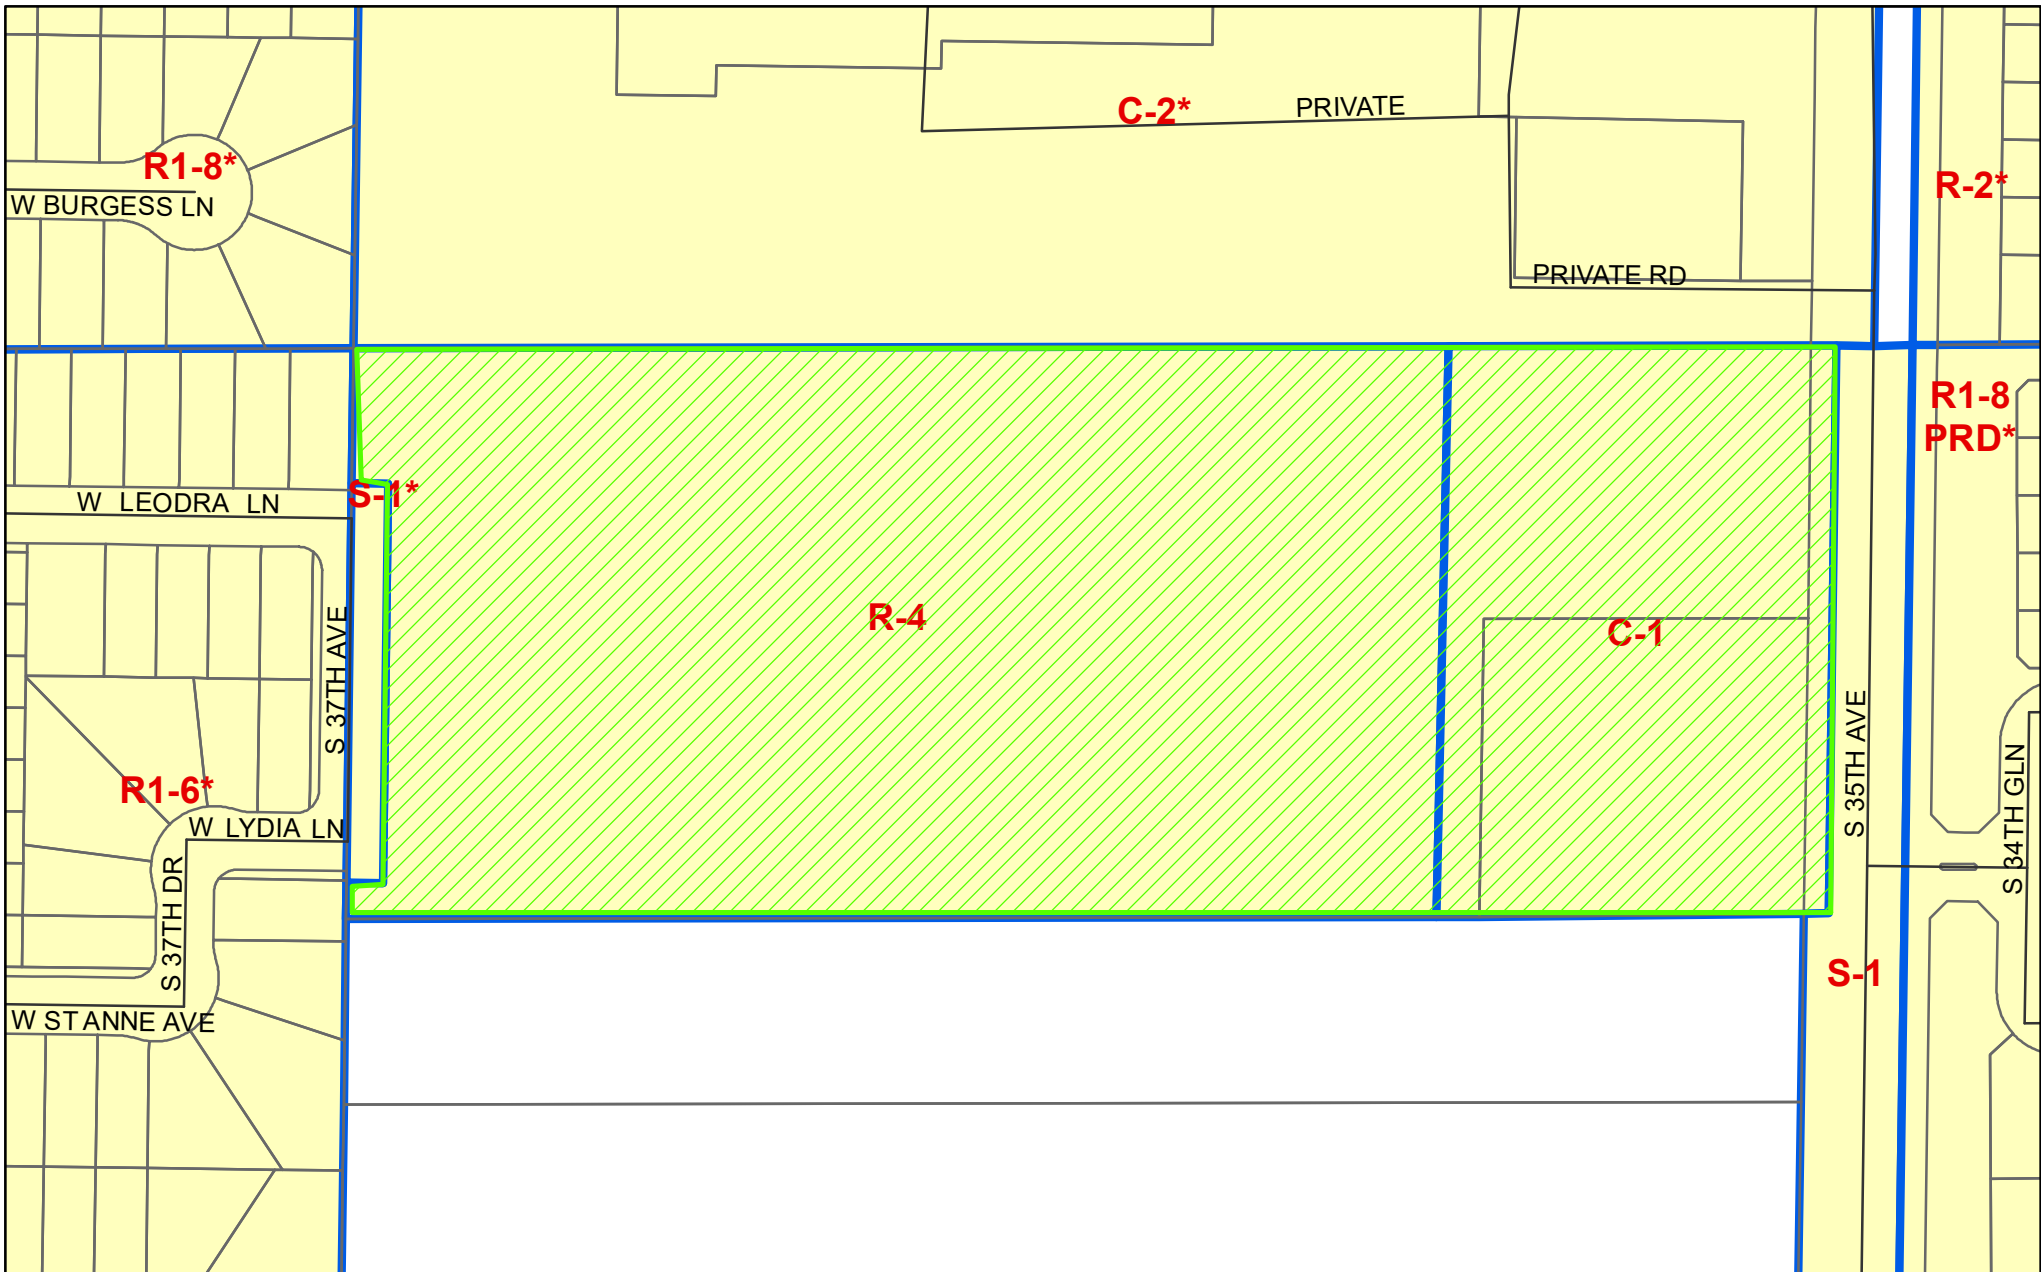 C-2*
PRIVATE
R1-8*
W BURGESS LN
R-2*
PRIVATE RD
R1-8
PRD*
S-1*
W LEODRA LN
R-4
C-1
S 37TH AVE
S 35TH AVE
R1-6*
W LYDIA LN
S 34TH GLN
S 37TH DR
S-1
W ST ANNE AVE